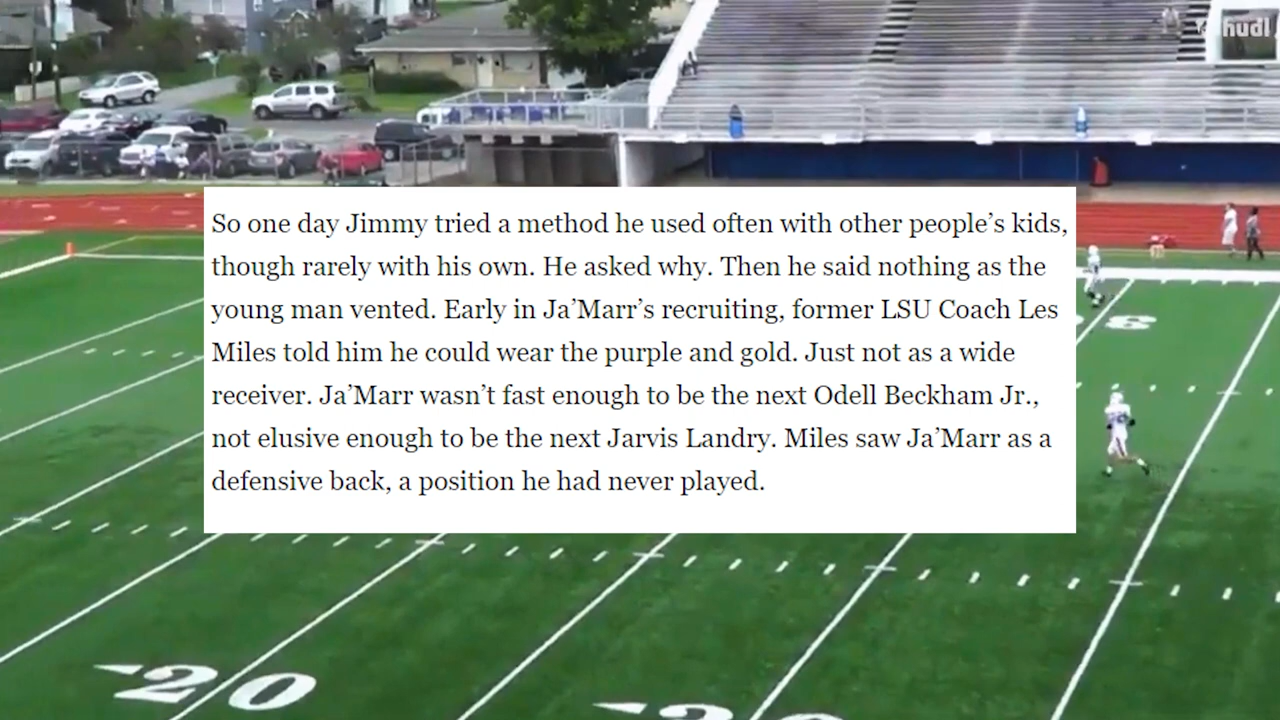 hudl
So one day Jimmy tried a method he used often with other people’s kids,
though rarely with his own. He asked why. Then he said nothing as the
young man vented. Early in Ja’Marr’s recruiting, former LSU Coach Les
Miles told him he could wear the purple and gold. Just not as a wide
receiver. Ja’Marr wasn’t fast enough to be the next Odell Beckham Jr.,
not elusive enough to be the next Jarvis Landry. Miles saw Ja’Marr as a
defensive back, a position he had never played.
20